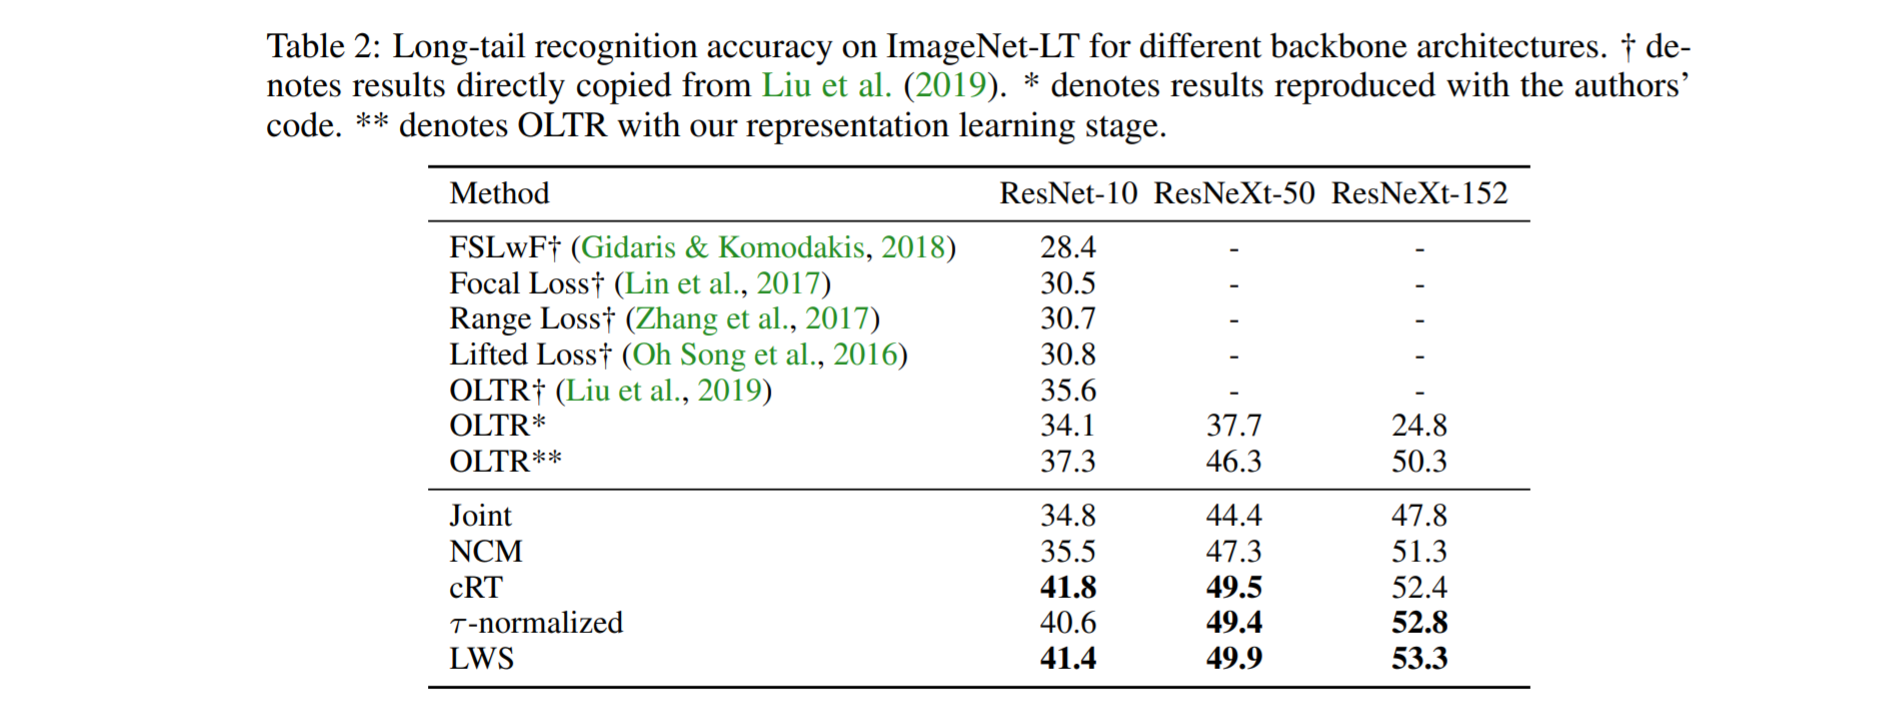 Table 2: Long-tail recognition accuracy on ImageNet-LT for different backbone architectures. † de-
notes results directly copied from Liu et al. (2019). * denotes results reproduced with the authors’
code. ** denotes OLTR with our representation learning stage.
Method ResNet-10 ResNeXt-50 ResNeXt-152
FSLwF† (Gidaris & Komodakis, 2018) 28.4 - -
Focal Loss† (Lin et al., 2017) 30.5 - -
Range Loss† (Zhang et al., 2017) 30.7 - -
Lifted Loss† (Oh Song et al., 2016) 30.8 - -
OLTR† (Liu et al., 2019) 35.6 - -
OLTR* 34.1 37.7 24.8
OLTR** 37.3 46.3 50.3
Joint 34.8 44.4 47.8
NCM 35.5 47.3 51.3
cRT 41.8 49.5 52.4
τ-normalized 40.6 49.4 52.8
LWS 41.4 49.9 53.3